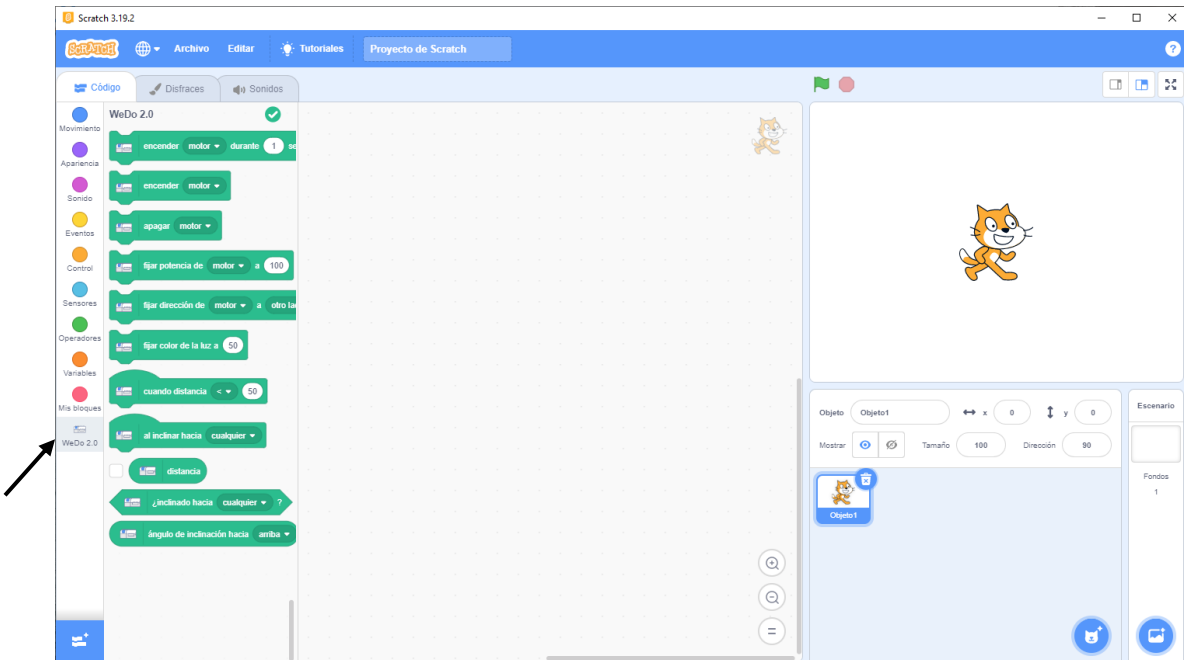 Scratch 3.19.2
SCRATCH Archivo Editar Tutoriales Proyecto de Scratch ?
Código Disfraces Sonidos
Movimiento
Apariencia
Sonido
Eventos
Control
Sensores
Operadores
Variables
Mis bloques
WeDo 2.0
WeDo 2.0
encender motor durante 1 se
encender motor
apagar motor
fijar potencia de motor a 100
fijar dirección de motor a otro la
fijar color de la luz a 50
cuando distancia < 50
al inclinar hacia cualquier
distancia
¿inclinado hacia cualquier ?
ángulo de inclinación hacia arriba
Objeto Objeto1 x 0 y 0
Mostrar Tamaño 100 Dirección 90
Objeto1
Escenario
Fondos
1